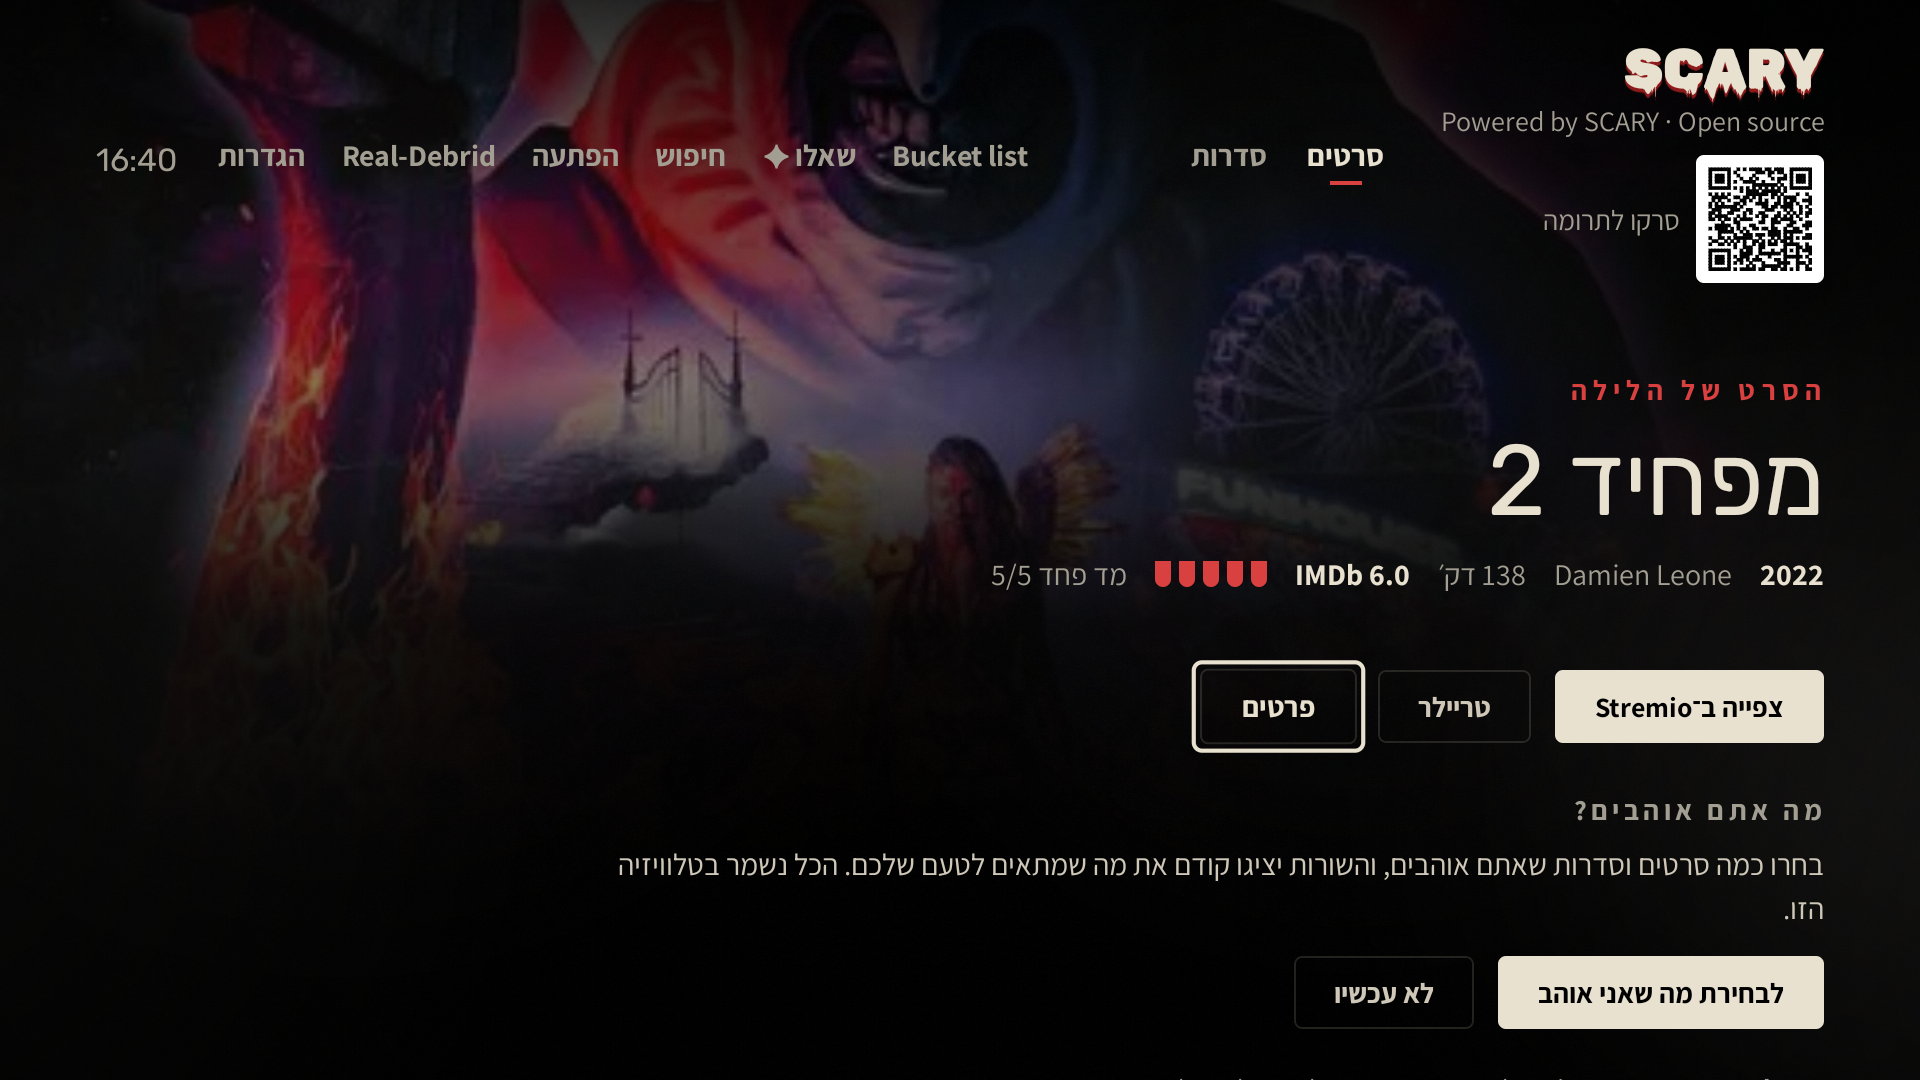 SCARY
Powered by SCARY · Open source
סרטים
סדרות
Bucket list
שאלו ✦
חיפוש
הפתעה
Real-Debrid
הגדרות
16:40
סרקו לתרומה
הסרט של הלילה
מפחיד 2
2022 Damien Leone 138 דק׳ IMDb 6.0 מד פחד 5/5
FUNHOUSE
צפייה ב־Stremio
טריילר
פרטים
מה אתם אוהבים?
בחרו כמה סרטים וסדרות שאתם אוהבים, והשורות יציגו קודם את מה שמתאים לטעם שלכם. הכל נשמר בטלוויזיה
הזו.
לבחירת מה שאני אוהב
לא עכשיו